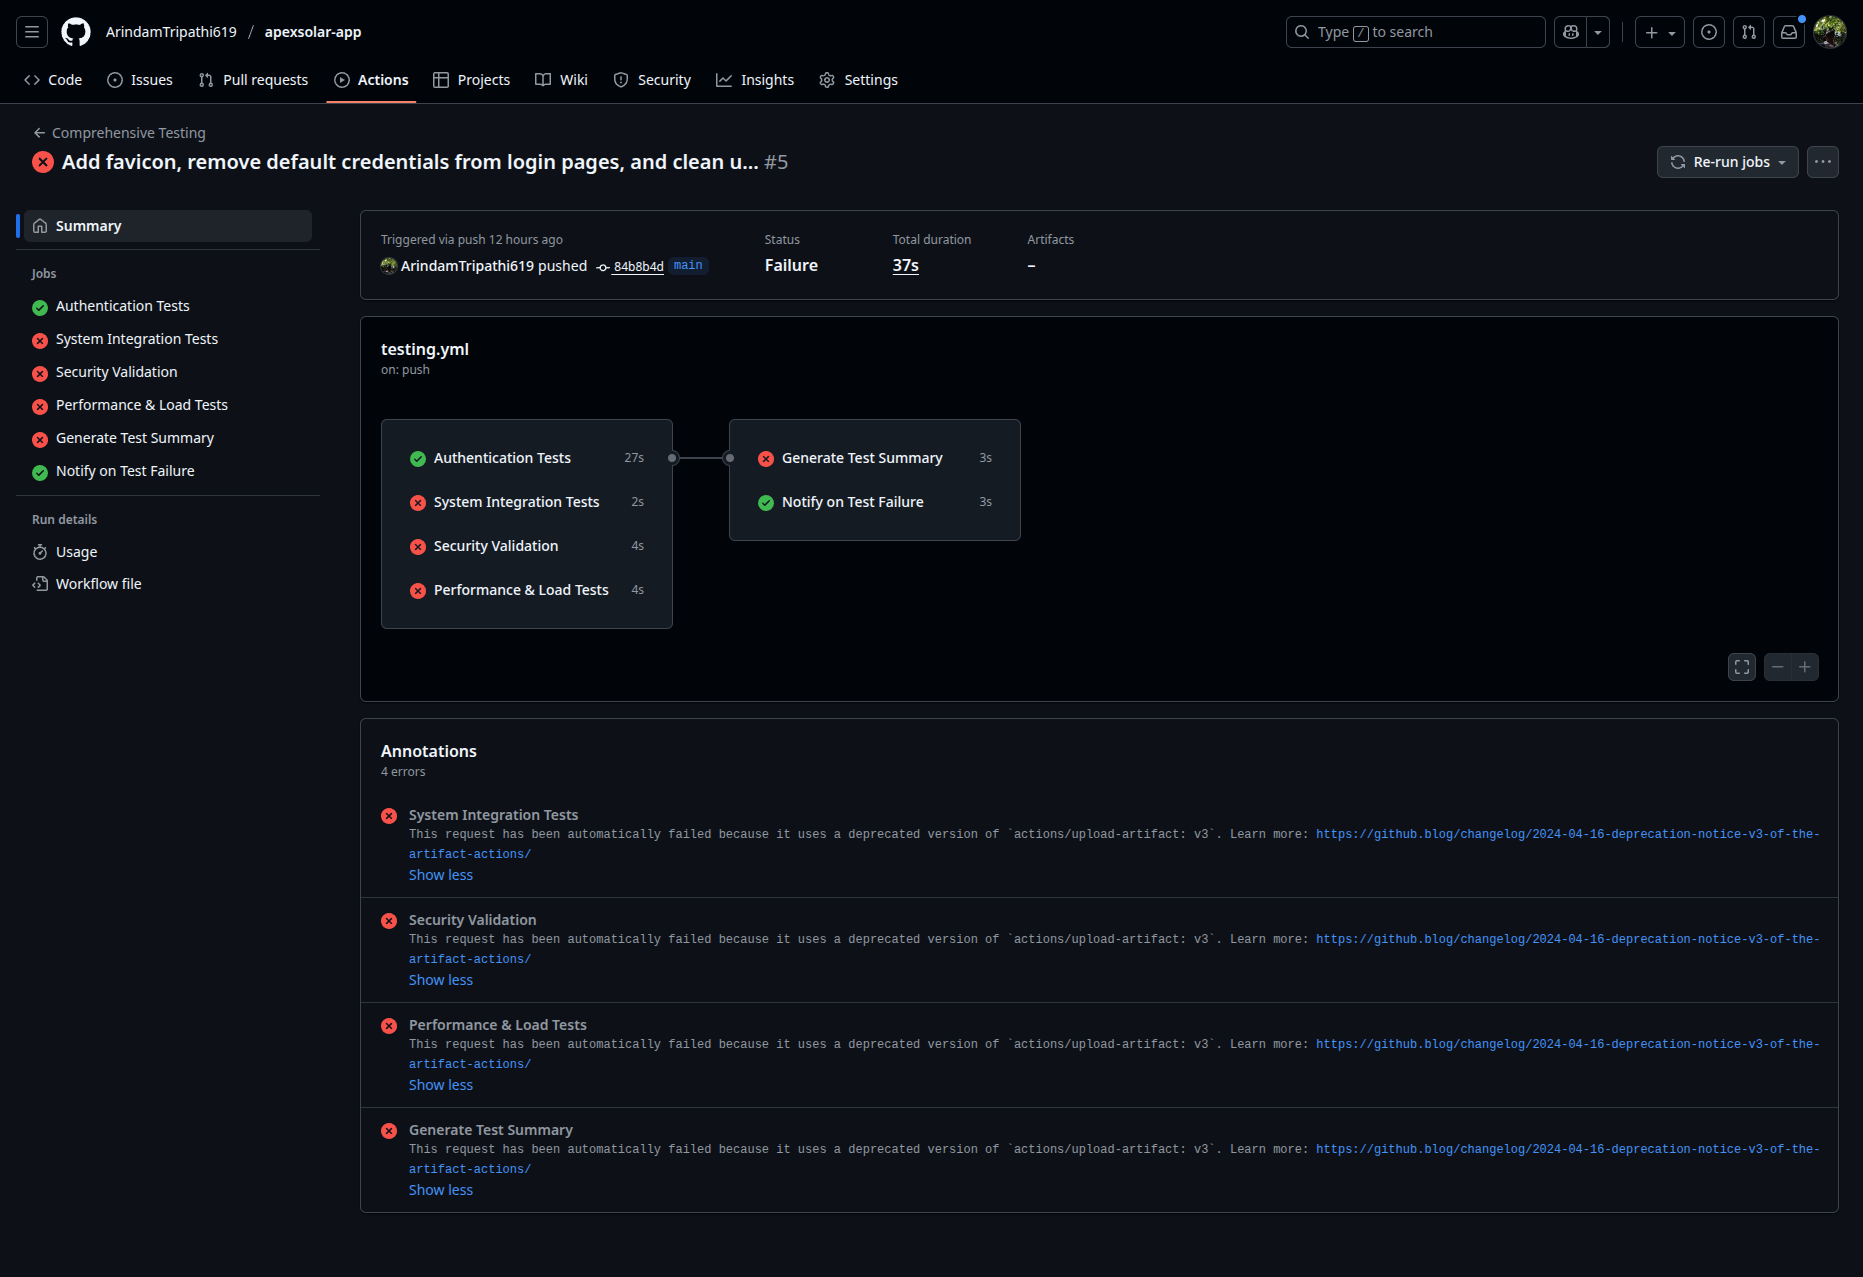 ArindamTripathi619 / apexsolar-app
Type / to search
Code
Issues
Pull requests
Actions
Projects
Wiki
Security
Insights
Settings
Comprehensive Testing
Add favicon, remove default credentials from login pages, and clean u... #5
Re-run jobs
Summary
Jobs
Authentication Tests
System Integration Tests
Security Validation
Performance & Load Tests
Generate Test Summary
Notify on Test Failure
Run details
Usage
Workflow file
Triggered via push 12 hours ago
ArindamTripathi619 pushed 84b8b4d main
Status
Failure
Total duration
37s
Artifacts
–
testing.yml
on: push
Authentication Tests 27s
System Integration Tests 2s
Security Validation 4s
Performance & Load Tests 4s
Generate Test Summary 3s
Notify on Test Failure 3s
Annotations
4 errors
System Integration Tests
This request has been automatically failed because it uses a deprecated version of `actions/upload-artifact: v3`. Learn more: https://github.blog/changelog/2024-04-16-deprecation-notice-v3-of-the-
artifact-actions/
Show less
Security Validation
This request has been automatically failed because it uses a deprecated version of `actions/upload-artifact: v3`. Learn more: https://github.blog/changelog/2024-04-16-deprecation-notice-v3-of-the-
artifact-actions/
Show less
Performance & Load Tests
This request has been automatically failed because it uses a deprecated version of `actions/upload-artifact: v3`. Learn more: https://github.blog/changelog/2024-04-16-deprecation-notice-v3-of-the-
artifact-actions/
Show less
Generate Test Summary
This request has been automatically failed because it uses a deprecated version of `actions/upload-artifact: v3`. Learn more: https://github.blog/changelog/2024-04-16-deprecation-notice-v3-of-the-
artifact-actions/
Show less